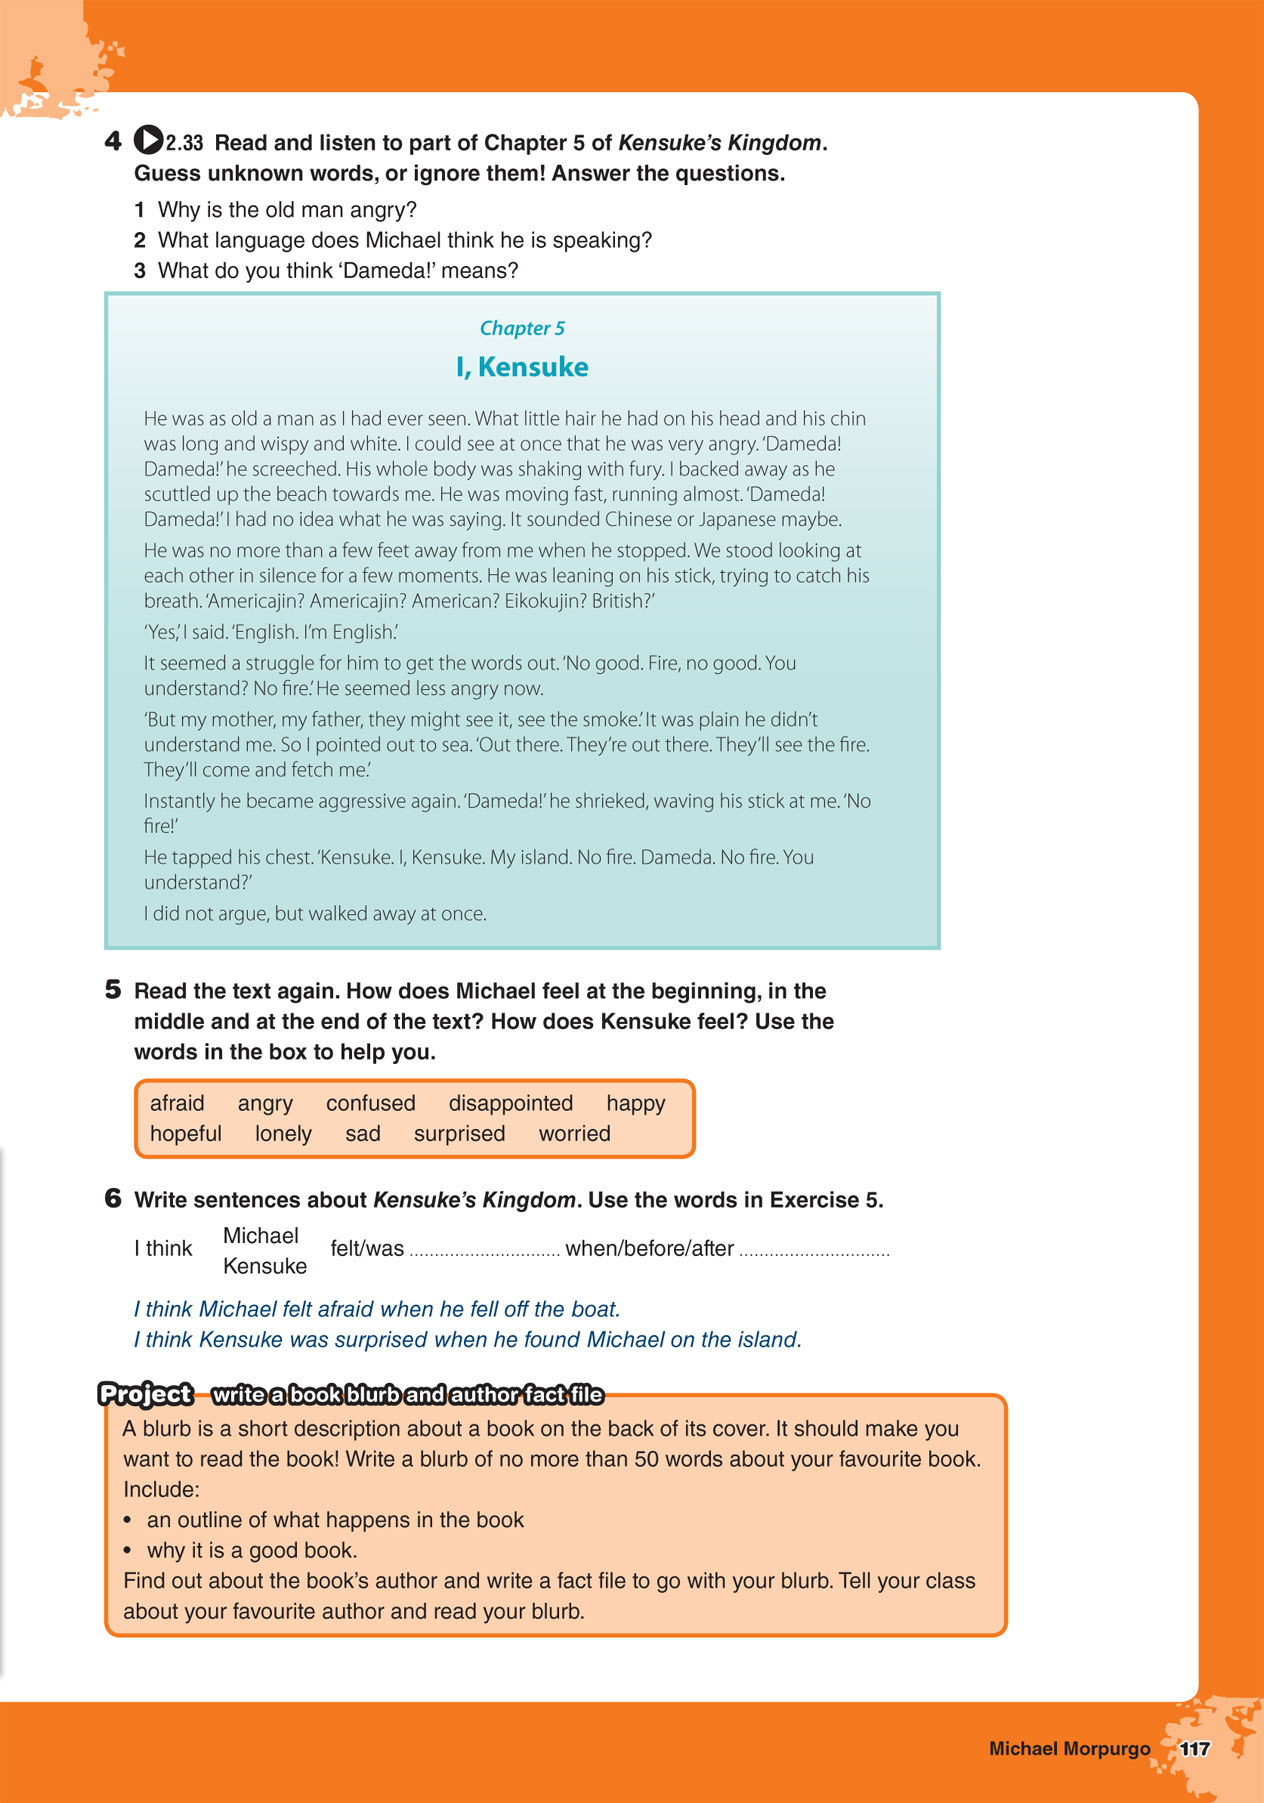 4 2.33 Read and listen to part of Chapter 5 of Kensuke’s Kingdom.
Guess unknown words, or ignore them! Answer the questions.
1 Why is the old man angry?
2 What language does Michael think he is speaking?
3 What do you think ‘Dameda!’ means?
Chapter 5
I, Kensuke
He was as old a man as I had ever seen. What little hair he had on his head and his chin
was long and wispy and white. I could see at once that he was very angry. ‘Dameda!
Dameda!’ he screeched. His whole body was shaking with fury. I backed away as he
scuttled up the beach towards me. He was moving fast, running almost. ‘Dameda!
Dameda!’ I had no idea what he was saying. It sounded Chinese or Japanese maybe.
He was no more than a few feet away from me when he stopped. We stood looking at
each other in silence for a few moments. He was leaning on his stick, trying to catch his
breath. ‘Americajin? Americajin? American? Eikokujin? British?’
‘Yes,’ I said. ‘English. I’m English.’
It seemed a struggle for him to get the words out. ‘No good. Fire, no good. You
understand? No fire.’ He seemed less angry now.
‘But my mother, my father, they might see it, see the smoke.’ It was plain he didn’t
understand me. So I pointed out to sea. ‘Out there. They’re out there. They’ll see the fire.
They’ll come and fetch me.’
Instantly he became aggressive again. ‘Dameda!’ he shrieked, waving his stick at me. ‘No
fire!’
He tapped his chest. ‘Kensuke. I, Kensuke. My island. No fire. Dameda. No fire. You
understand?’
I did not argue, but walked away at once.
5 Read the text again. How does Michael feel at the beginning, in the
middle and at the end of the text? How does Kensuke feel? Use the
words in the box to help you.
afraid angry confused disappointed happy
hopeful lonely sad surprised worried
6 Write sentences about Kensuke’s Kingdom. Use the words in Exercise 5.
Michael
I think felt/was .............................. when/before/after ..............................
Kensuke
I think Michael felt afraid when he fell off the boat.
I think Kensuke was surprised when he found Michael on the island.
Project write a book blurb and author fact file
A blurb is a short description about a book on the back of its cover. It should make you
want to read the book! Write a blurb of no more than 50 words about your favourite book.
Include:
• an outline of what happens in the book
• why it is a good book.
Find out about the book’s author and write a fact file to go with your blurb. Tell your class
about your favourite author and read your blurb.
Michael Morpurgo 117